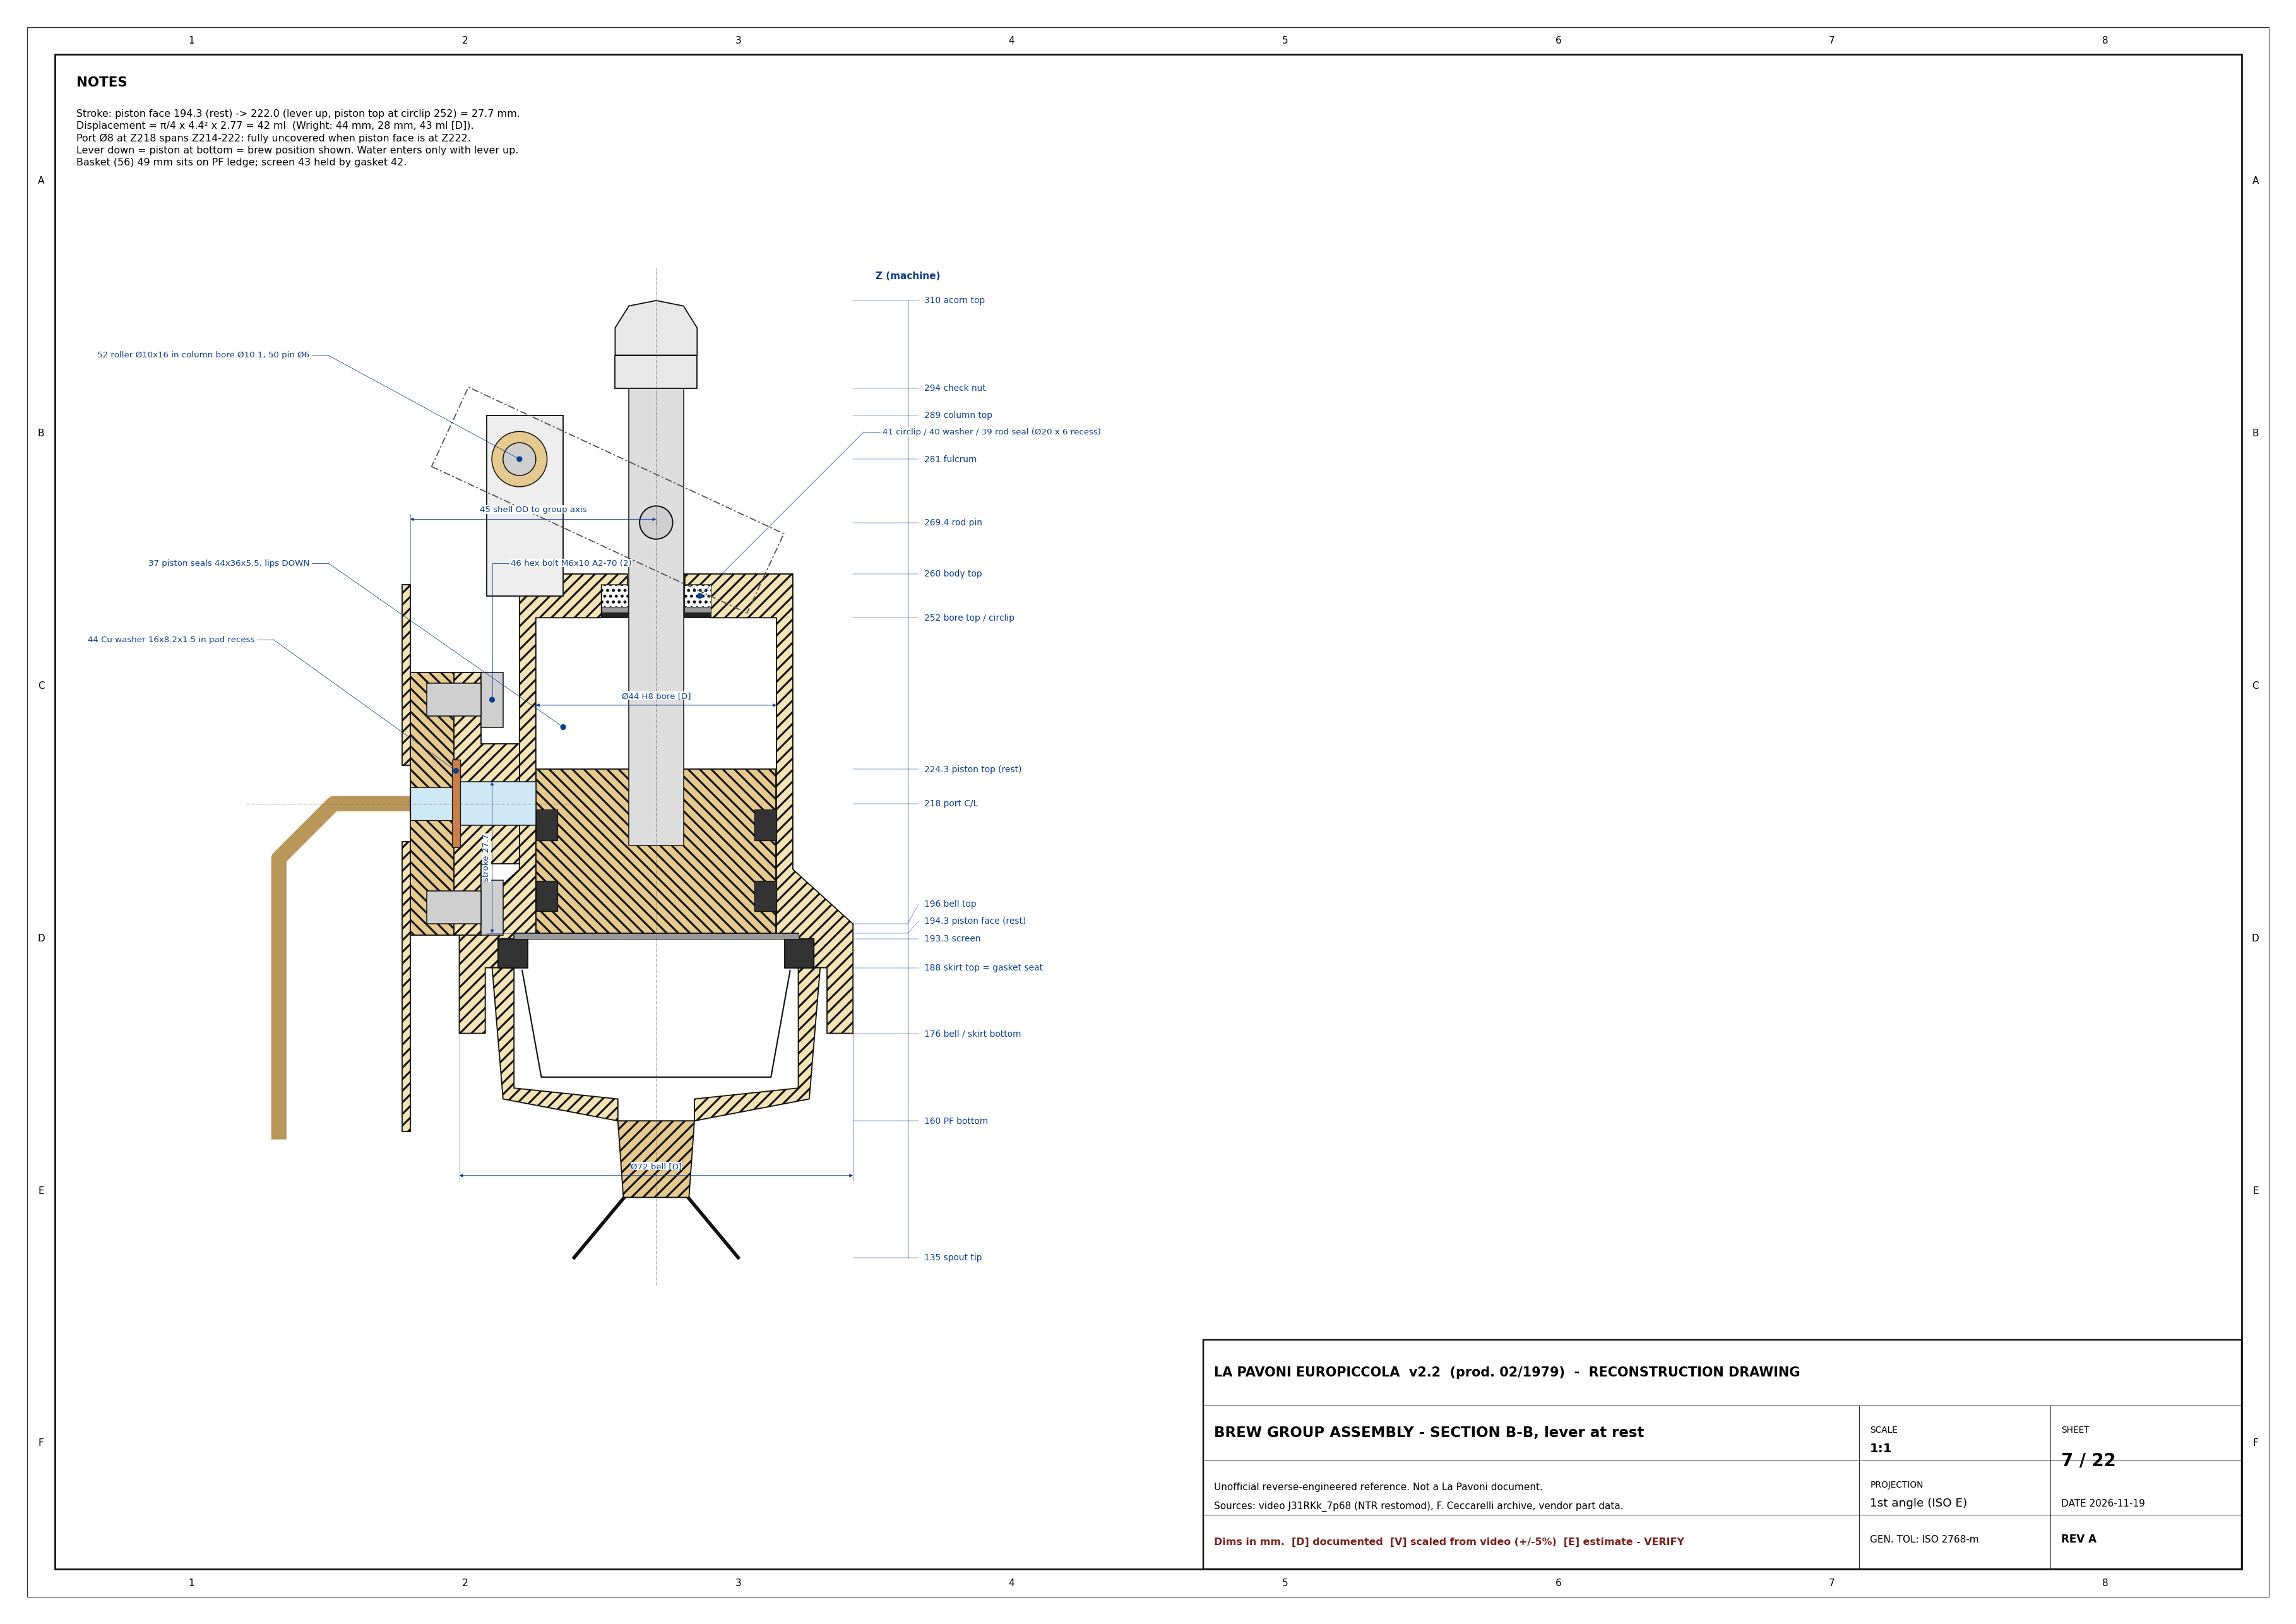 1 2 3 4 5 6 7 8
NOTES
Stroke: piston face 194.3 (rest) -> 222.0 (lever up, piston top at circlip 252) = 27.7 mm.
Displacement = π/4 x 4.4² x 2.77 = 42 ml  (Wright: 44 mm, 28 mm, 43 ml [D]).
Port Ø8 at Z218 spans Z214-222: fully uncovered when piston face is at Z222.
Lever down = piston at bottom = brew position shown. Water enters only with lever up.
Basket (56) 49 mm sits on PF ledge; screen 43 held by gasket 42.
A A
Z (machine)
310 acorn top
52 roller Ø10x16 in column bore Ø10.1, 50 pin Ø6
294 check nut
289 column top
B B
41 circlip / 40 washer / 39 rod seal (Ø20 x 6 recess)
281 fulcrum
45 shell OD to group axis
269.4 rod pin
37 piston seals 44x36x5.5, lips DOWN
46 hex bolt M6x10 A2-70 (2)
260 body top
252 bore top / circlip
44 Cu washer 16x8.2x1.5 in pad recess
C C
Ø44 H8 bore [D]
224.3 piston top (rest)
218 port C/L
stroke 27.7
196 bell top
194.3 piston face (rest)
D D
193.3 screen
188 skirt top = gasket seat
176 bell / skirt bottom
160 PF bottom
Ø72 bell [D]
E E
135 spout tip
LA PAVONI EUROPICCOLA  v2.2  (prod. 02/1979)  -  RECONSTRUCTION DRAWING
BREW GROUP ASSEMBLY - SECTION B-B, lever at rest
SCALE
1:1
SHEET
7 / 22
F F
Unofficial reverse-engineered reference. Not a La Pavoni document.
Sources: video J31RKk_7p68 (NTR restomod), F. Ceccarelli archive, vendor part data.
PROJECTION
1st angle (ISO E)
DATE 2026-11-19
Dims in mm.  [D] documented  [V] scaled from video (+/-5%)  [E] estimate - VERIFY
GEN. TOL: ISO 2768-m
REV A
1 2 3 4 5 6 7 8